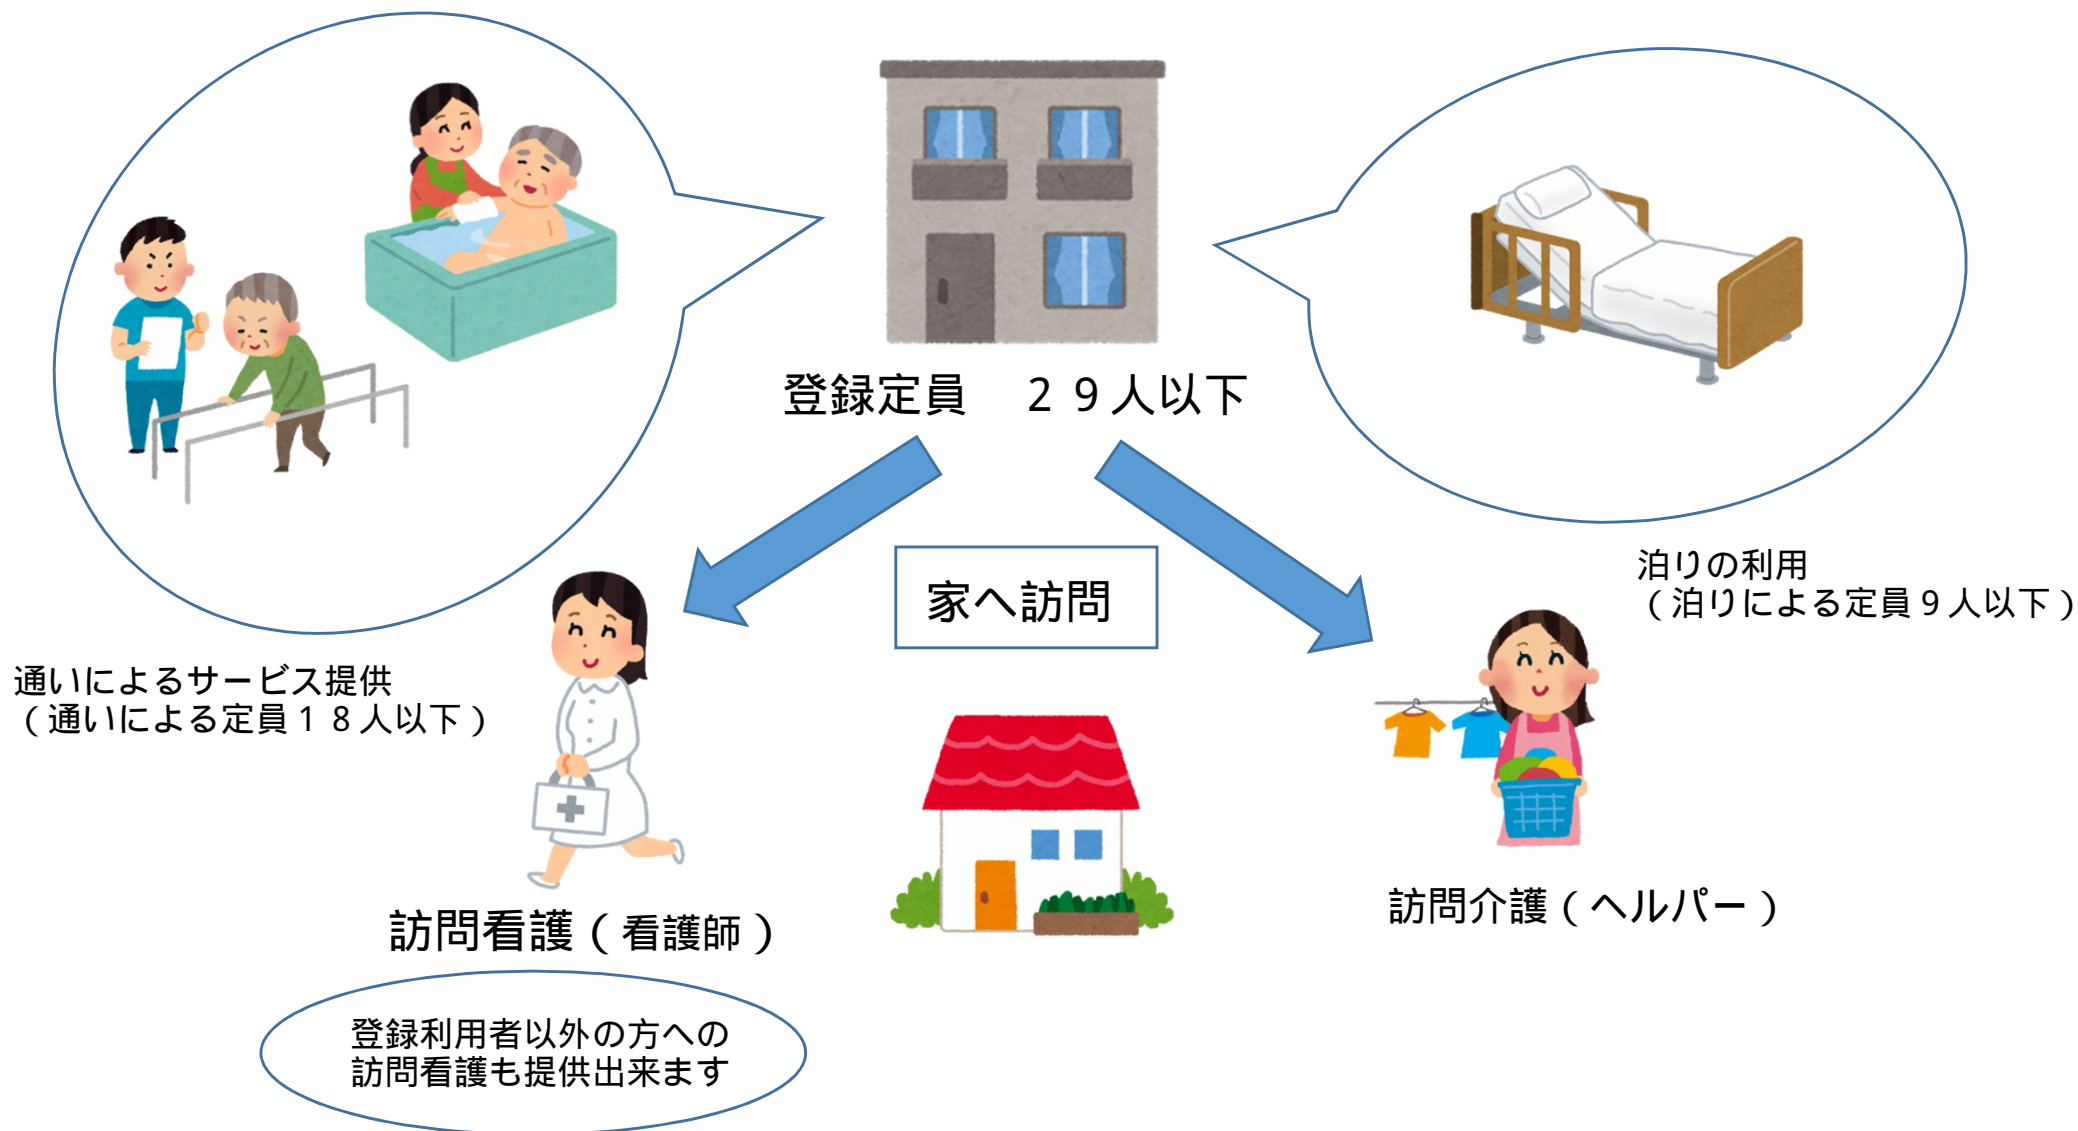 登録定員　２９人以下
家へ訪問
泊りの利用
（泊りによる定員９人以下）
通いによるサービス提供
（通いによる定員１８人以下）
訪問看護（看護師）
訪問介護（ヘルパー）
登録利用者以外の方への
訪問看護も提供出来ます